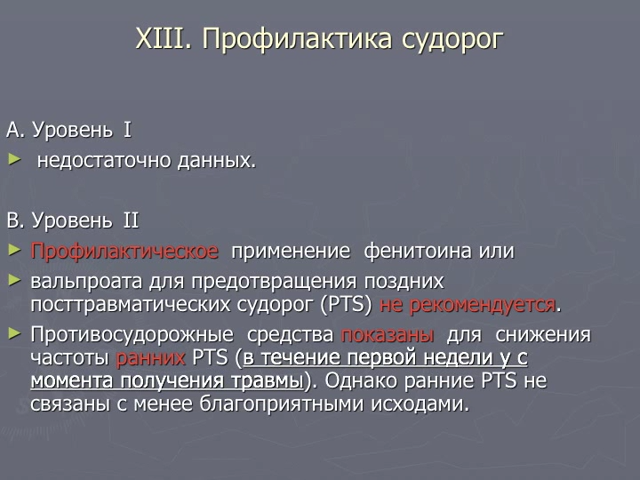 XIII. Профилактика судорог
А. Уровень I
► недостаточно данных.
В. Уровень II
► Профилактическое применение фенитоина или
► вальпроата для предотвращения поздних
посттравматических судорог (PTS) не рекомендуется.
► Противосудорожные средства показаны для снижения
частоты ранних PTS (в течение первой недели у с
момента получения травмы). Однако ранние PTS не
связаны с менее благоприятными исходами.